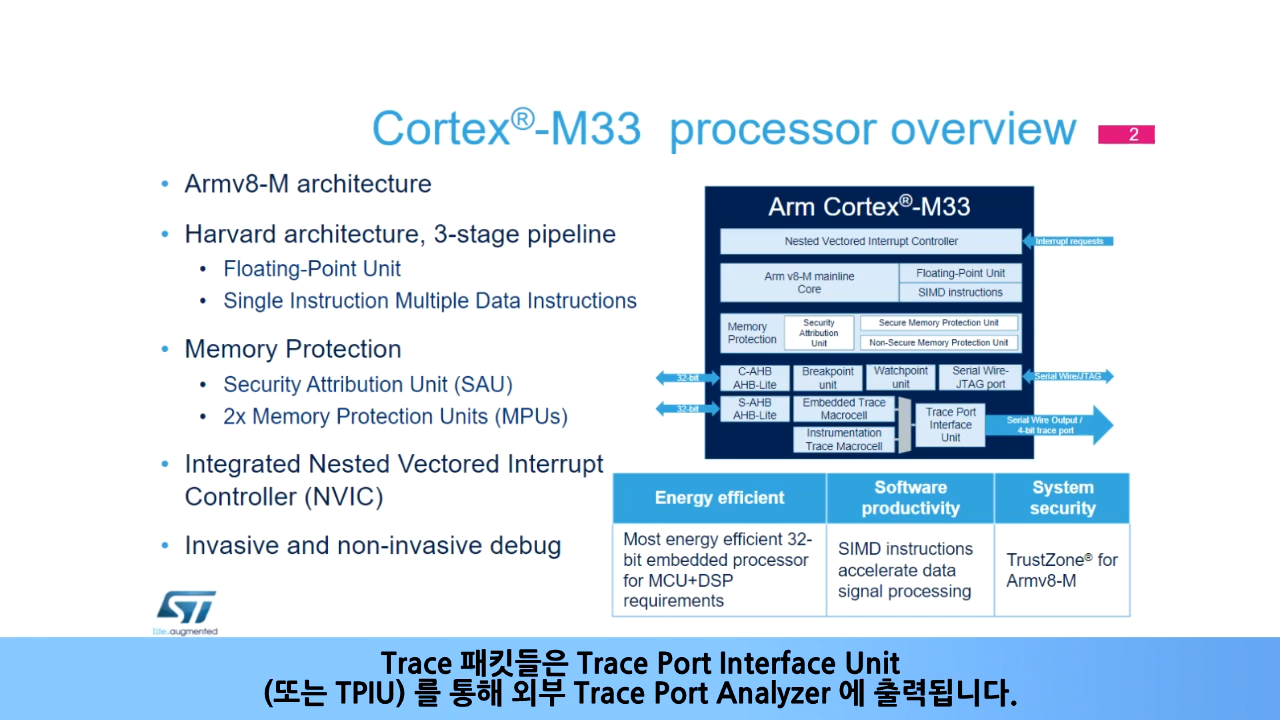 Cortex®-M33 processor overview
2
• Armv8-M architecture
• Harvard architecture, 3-stage pipeline
• Floating-Point Unit
• Single Instruction Multiple Data Instructions
• Memory Protection
• Security Attribution Unit (SAU)
• 2x Memory Protection Units (MPUs)
• Integrated Nested Vectored Interrupt
Controller (NVIC)
• Invasive and non-invasive debug
Arm Cortex®-M33
Nested Vectored Interrupt Controller
Interrupt requests
Arm v8-M mainline
Core
Floating-Point Unit
SIMD instructions
Memory
Protection
Security
Attribution
Unit
Secure Memory Protection Unit
Non-Secure Memory Protection Unit
32-bit
C-AHB
AHB-Lite
Breakpoint
unit
Watchpoint
unit
Serial Wire-
JTAG port
Serial Wire/JTAG
32-bit
S-AHB
AHB-Lite
Embedded Trace
Macrocell
Instrumentation
Trace Macrocell
Trace Port
Interface
Unit
Serial Wire Output /
4-bit trace port
Energy efficient
Software
productivity
System
security
Most energy efficient 32-
bit embedded processor
for MCU+DSP
requirements
SIMD instructions
accelerate data
signal processing
TrustZone® for
Armv8-M
ST
life.augmented
Trace 패킷들은 Trace Port Interface Unit
(또는 TPIU) 를 통해 외부 Trace Port Analyzer 에 출력됩니다.